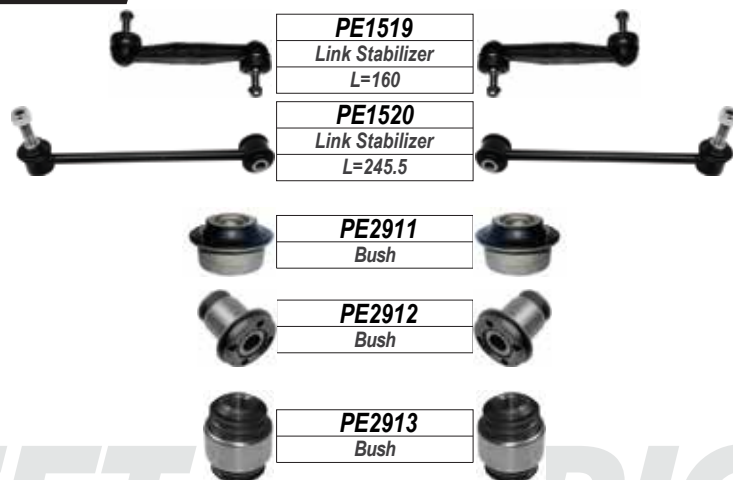 PE1519
Link Stabilizer
L=160
PE1520
Link Stabilizer
L=245.5
PE2911
Bush
PE2912
Bush
PE2913
Bush